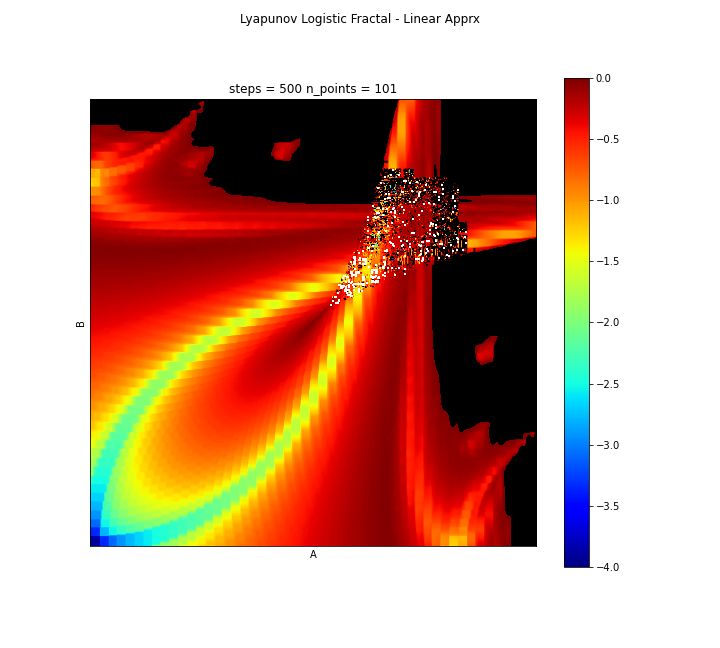 Lyapunov Logistic Fractal - Linear Apprx
steps = 500 n_points = 101
0.0
−0.5
−1.0
−1.5
−2.0
−2.5
−3.0
−3.5
−4.0
B
A